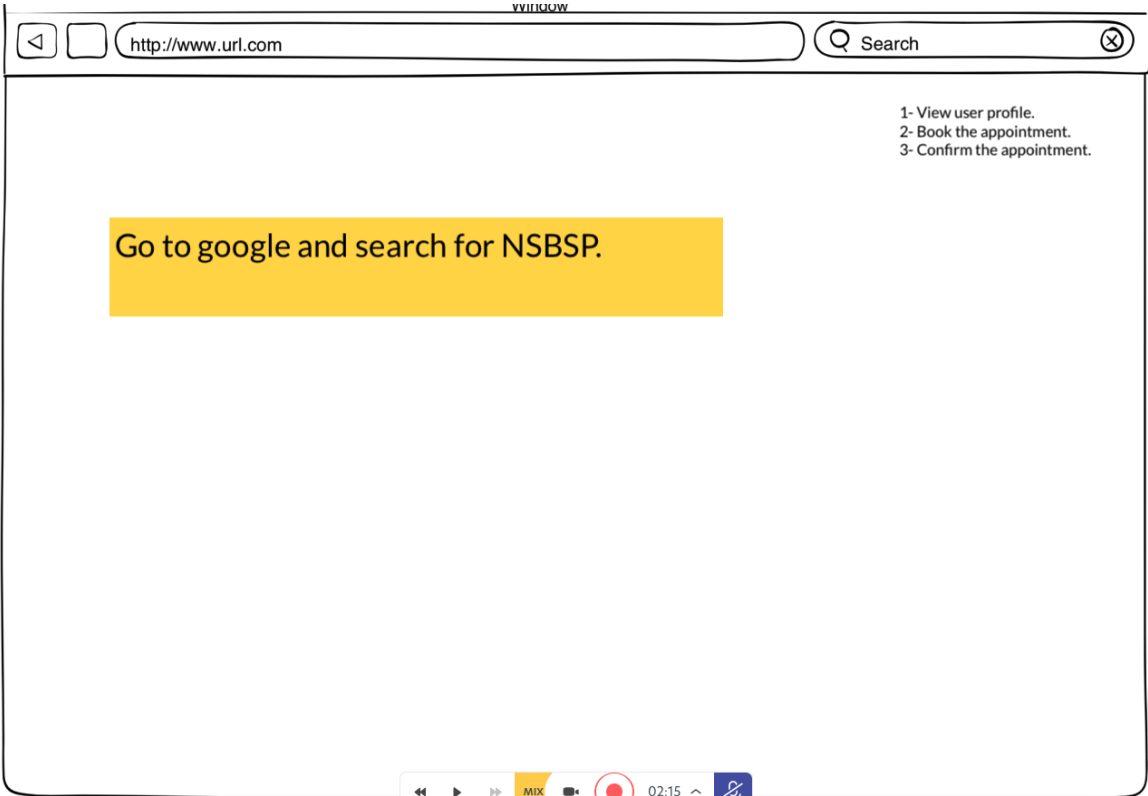 Window
http://www.url.com
Search
1- View user profile.
2- Book the appointment.
3- Confirm the appointment.
Go to google and search for NSBSP.
MIX
02:15